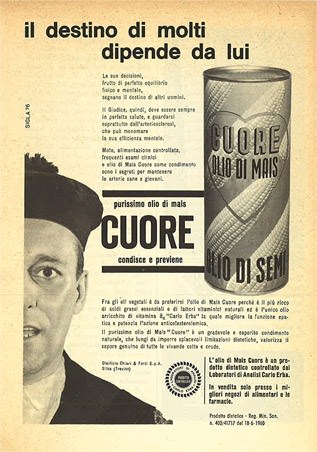 il destino di molti
dipende da lui
SIGLA 76
Le sue decisioni,
frutto di perfetto equilibrio
fisico e mentale,
segnano il destino di altri uomini.
Il Giudice, quindi, deve essere sempre
in perfetta salute, e guardarsi
soprattutto dall'arteriosclerosi,
che può menomare
la sua efficienza mentale.
Moto, alimentazione controllata,
frequenti esami clinici
e olio di Mais Cuore come condimento
sono i segreti per mantenere
le arterie sane e giovani.
purissimo olio di mais
CUORE
condisce e previene
CUORE
OLIO DI MAIS
OLIO DI SEMI
Fra gli oli vegetali è da preferirsi l'olio di Mais Cuore perché è il più ricco
di acidi grassi essenziali e di fattori vitaminici naturali ed è l'unico olio
arricchito di vitamina B6 "Carlo Erba" la quale migliora la funzione epa-
tica e potenzia l'azione anticolesterolemica.
Il purissimo olio di Mais "Cuore" è un gradevole e saporito condimento
naturale, che lungi da imporre spiacevoli limitazioni dietetiche, valorizza il
sapore genuino di tutte le vivande cotte e crude.
Oleificio Chiari & Forti S.p.A.
Silea (Treviso)
L'olio di Mais Cuore è un pro-
dotto dietetico controllato dai
Laboratori di Analisi Carlo Erba.
In vendita solo presso i mi-
gliori negozi di alimentari e le
farmacie.
Prodotto dietetico - Reg. Min. San.
n. 403/41717 del 18-6-1960